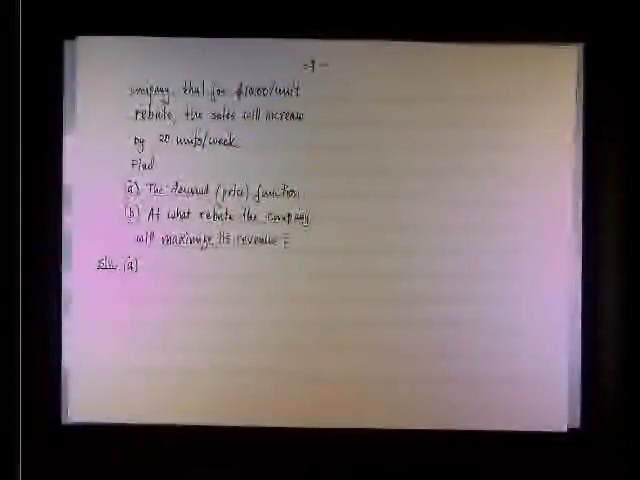 company, that for $10.00/unit
rebate, the sales will increase
by 20 units/week
Find
a) The demand (price) function
(b) At what rebate the company
will maximize its revenue
Sln. (a)